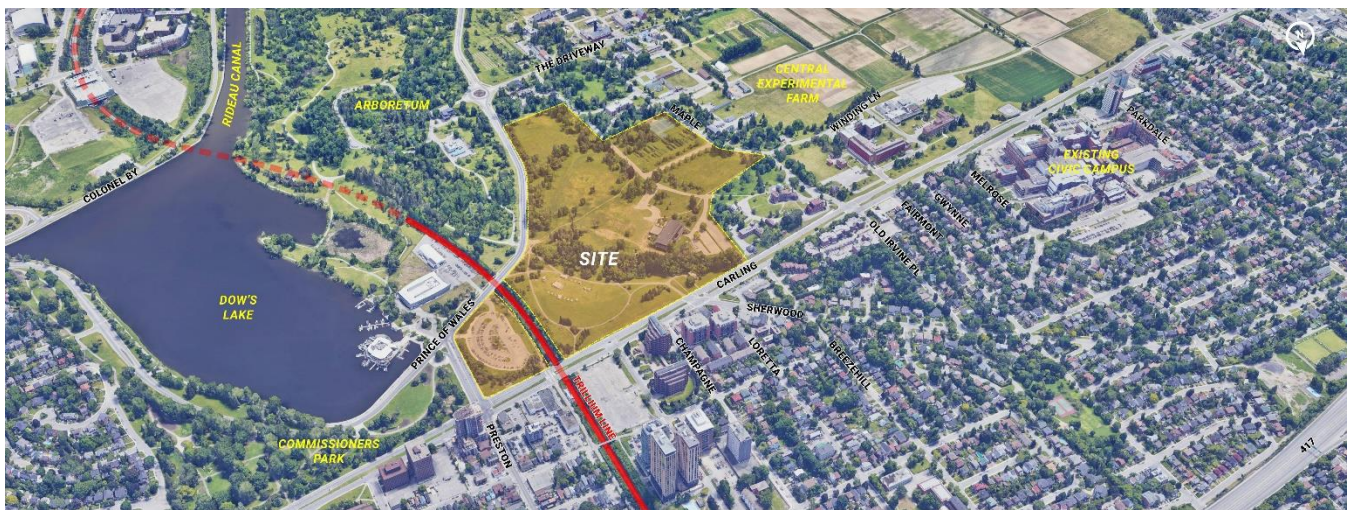 N
THE DRIVEWAY
RIDEAU CANAL
CENTRAL
EXPERIMENTAL
FARM
ARBORETUM
MAPLE
WINDING LN
PARKDALE
EXISTING
CIVIC CAMPUS
COLONEL BY
MELROSE
GWYNNE
FAIRMONT
OLD IRVINE PL
SITE
CARLING
DOW'S
LAKE
PRINCE OF WALES
SHERWOOD
CHAMPAGNE
LORETTA
BREEZEHILL
TRILLIUM LINE
PRESTON
COMMISSIONERS
PARK
417